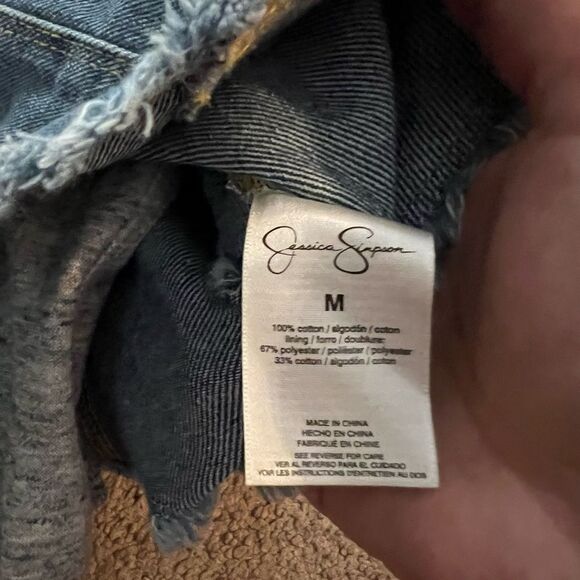 Jessica Simpson
M
100% cotton / algodón / coton
lining / forro / doublure:
67% polyester / poliéster / polyester
33% cotton / algodón / coton
MADE IN CHINA
HECHO EN CHINA
FABRIQUÉ EN CHINE
SEE REVERSE FOR CARE
VER AL REVERSO PARA EL CUIDADO
VOIR LES INSTRUCTIONS D'ENTRETIEN AU DOS